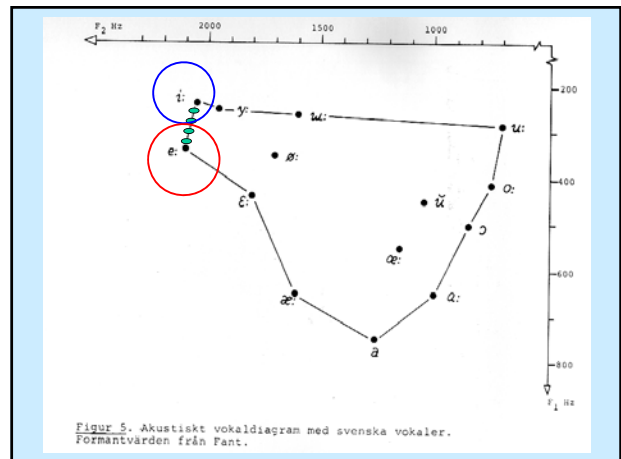 F₂ Hz 2000 1500 1000
200
i:
y:
ɯ:
u:
e:
ø:
400
ɛ:
o:
ŭ
ɔ
œ:
600
æ:
ɑ:
a
800
F₁ Hz
Figur 5. Akustiskt vokaldiagram med svenska vokaler.
Formantvärden från Fant.